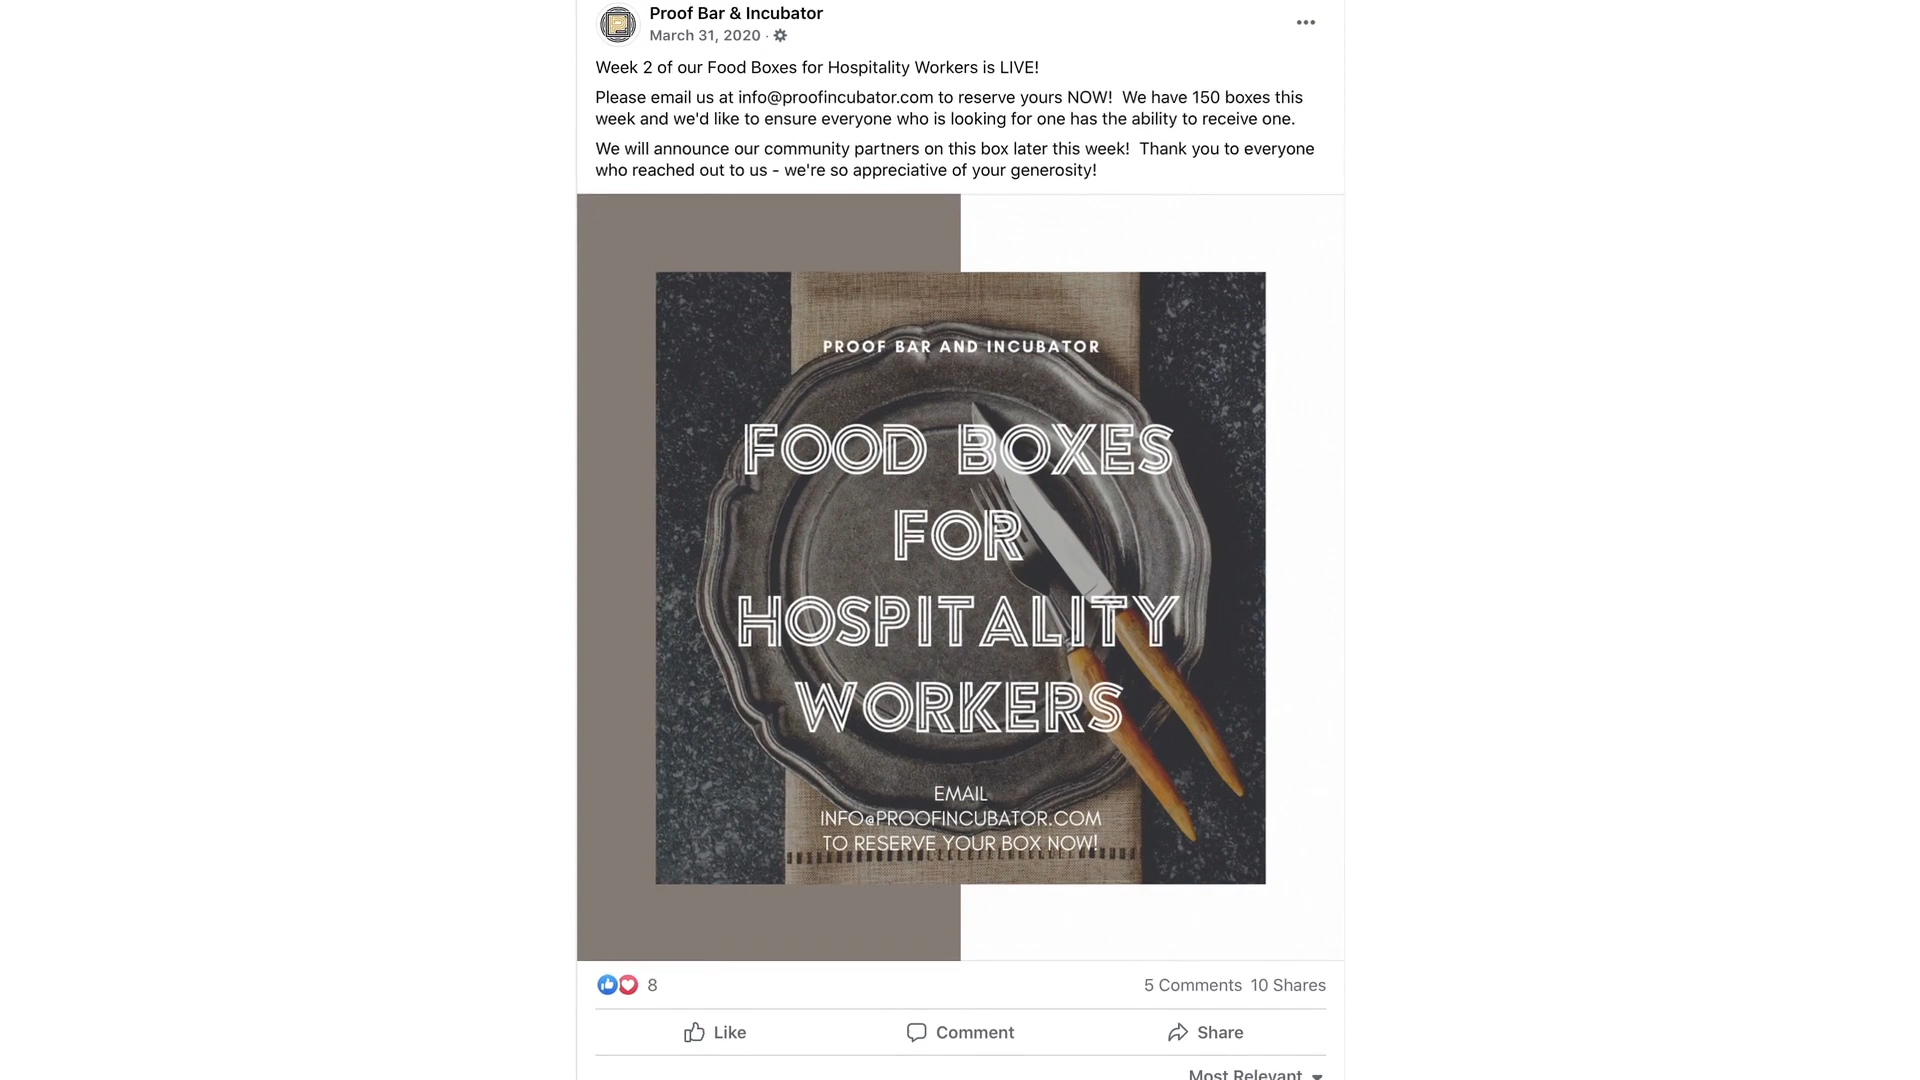 Proof Bar & Incubator
March 31, 2020 ·
Week 2 of our Food Boxes for Hospitality Workers is LIVE!
Please email us at info@proofincubator.com to reserve yours NOW!  We have 150 boxes this
week and we'd like to ensure everyone who is looking for one has the ability to receive one.
We will announce our community partners on this box later this week!  Thank you to everyone
who reached out to us - we're so appreciative of your generosity!
PROOF BAR AND INCUBATOR
FOOD BOXES
FOR
HOSPITALITY
WORKERS
EMAIL
INFO@PROOFINCUBATOR.COM
TO RESERVE YOUR BOX NOW!
8
5 Comments 10 Shares
Like Comment Share
Most Relevant